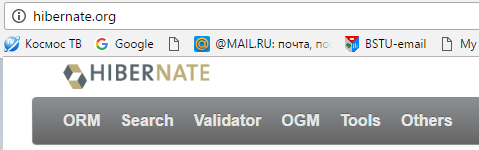 hibernate.org
Космос ТВ Google @MAIL.RU: почта, по BSTU-email My
HIBERNATE
ORM Search Validator OGM Tools Others